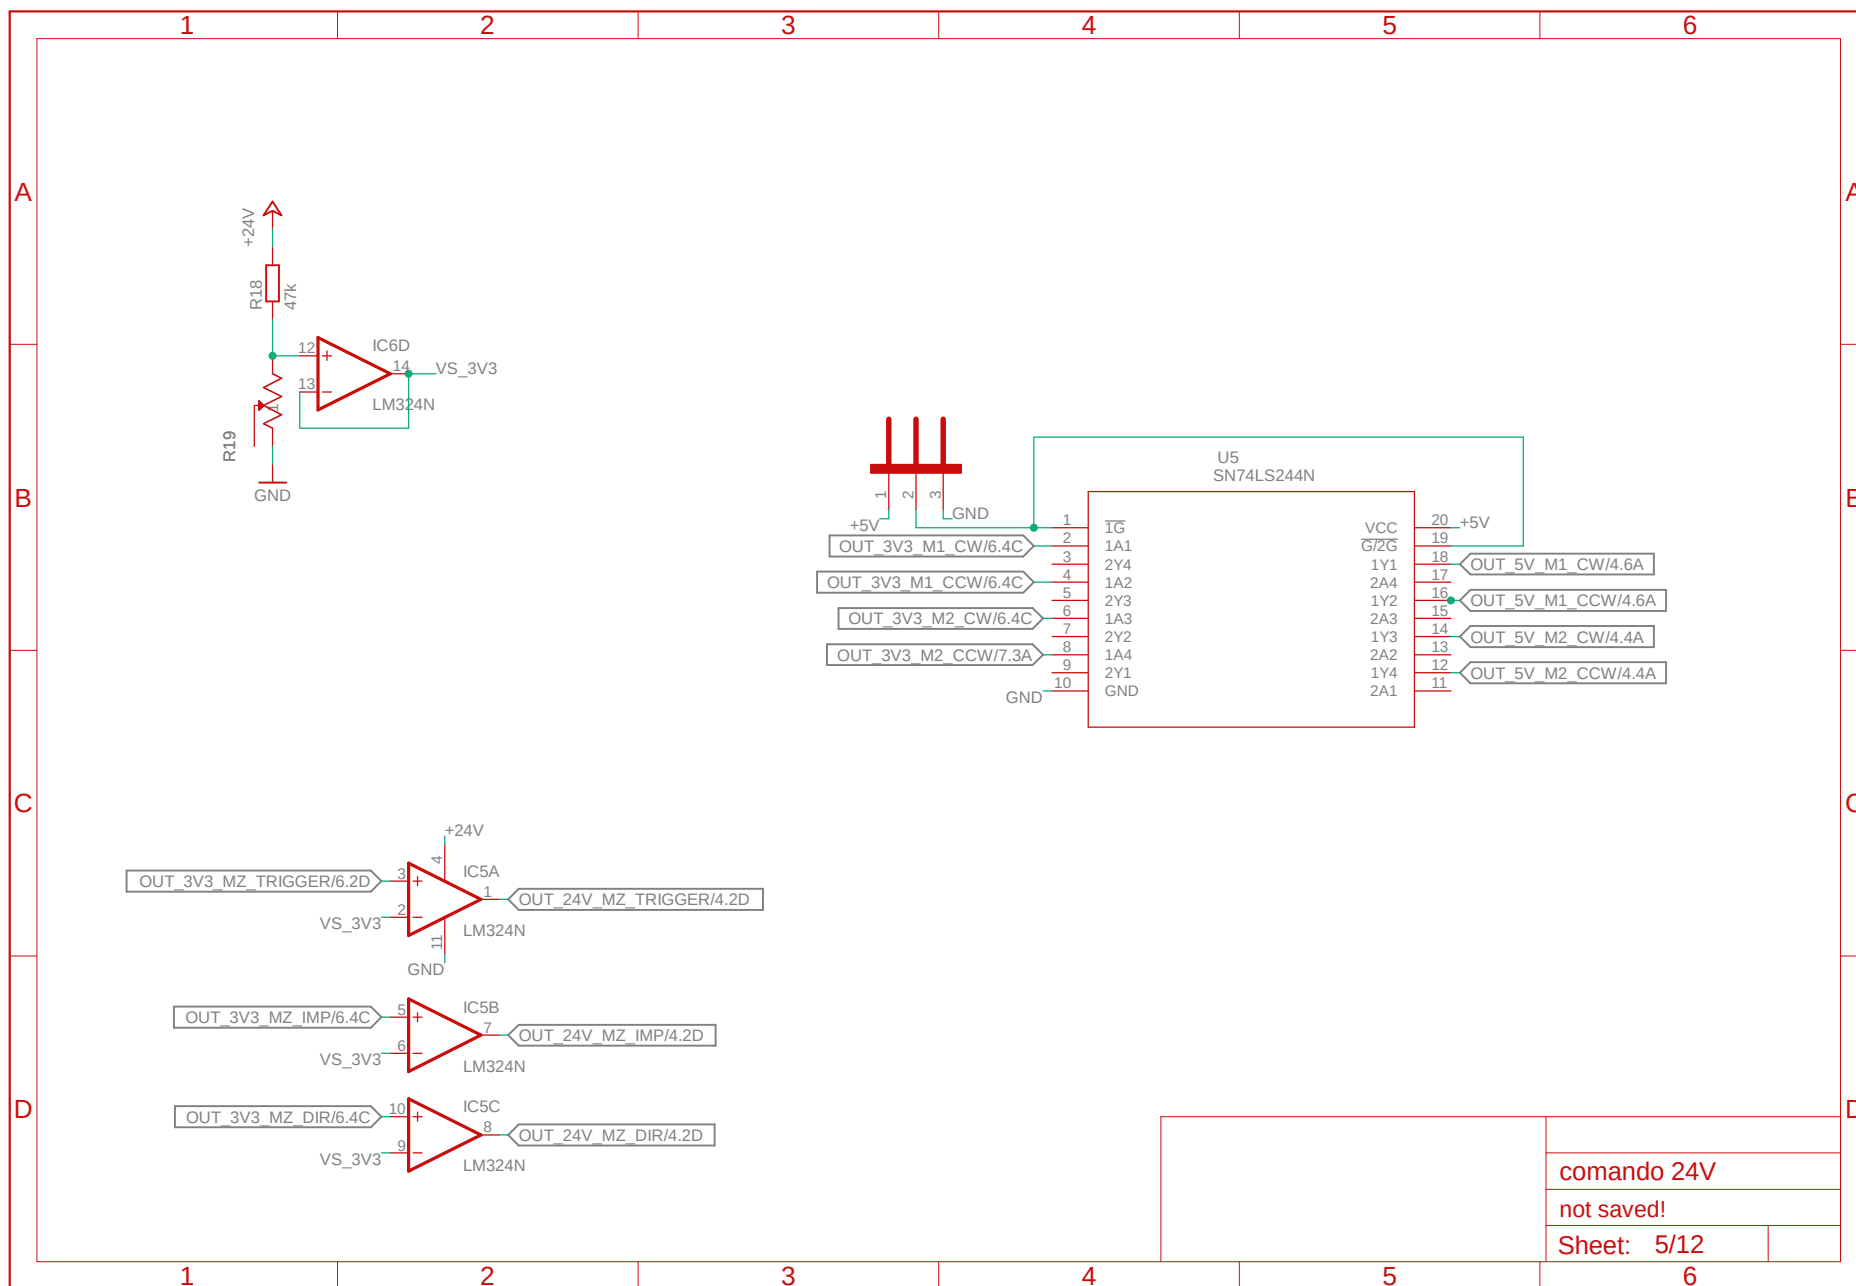 1 2 3 4 5 6
A A
+24V
R18
47k
12
13
14
IC6D
VS_3V3
LM324N
1
R19
GND
B B
1 2 3
+5V
GND
U5
SN74LS244N
1 1G VCC 20 +5V
OUT_3V3_M1_CW/6.4C 2 1A1 G/2G 19
3 2Y4 1Y1 18 OUT_5V_M1_CW/4.6A
OUT_3V3_M1_CCW/6.4C 4 1A2 2A4 17
5 2Y3 1Y2 16 OUT_5V_M1_CCW/4.6A
OUT_3V3_M2_CW/6.4C 6 1A3 2A3 15
7 2Y2 1Y3 14 OUT_5V_M2_CW/4.4A
OUT_3V3_M2_CCW/7.3A 8 1A4 2A2 13
9 2Y1 1Y4 12 OUT_5V_M2_CCW/4.4A
GND 10 GND 2A1 11
C C
+24V
4
IC5A
OUT_3V3_MZ_TRIGGER/6.2D 3
1 OUT_24V_MZ_TRIGGER/4.2D
VS_3V3 2
LM324N
11
GND
IC5B
OUT_3V3_MZ_IMP/6.4C 5
7 OUT_24V_MZ_IMP/4.2D
VS_3V3 6
LM324N
D D
IC5C
OUT_3V3_MZ_DIR/6.4C 10
8 OUT_24V_MZ_DIR/4.2D
VS_3V3 9
LM324N
comando 24V
not saved!
Sheet: 5/12
1 2 3 4 5 6